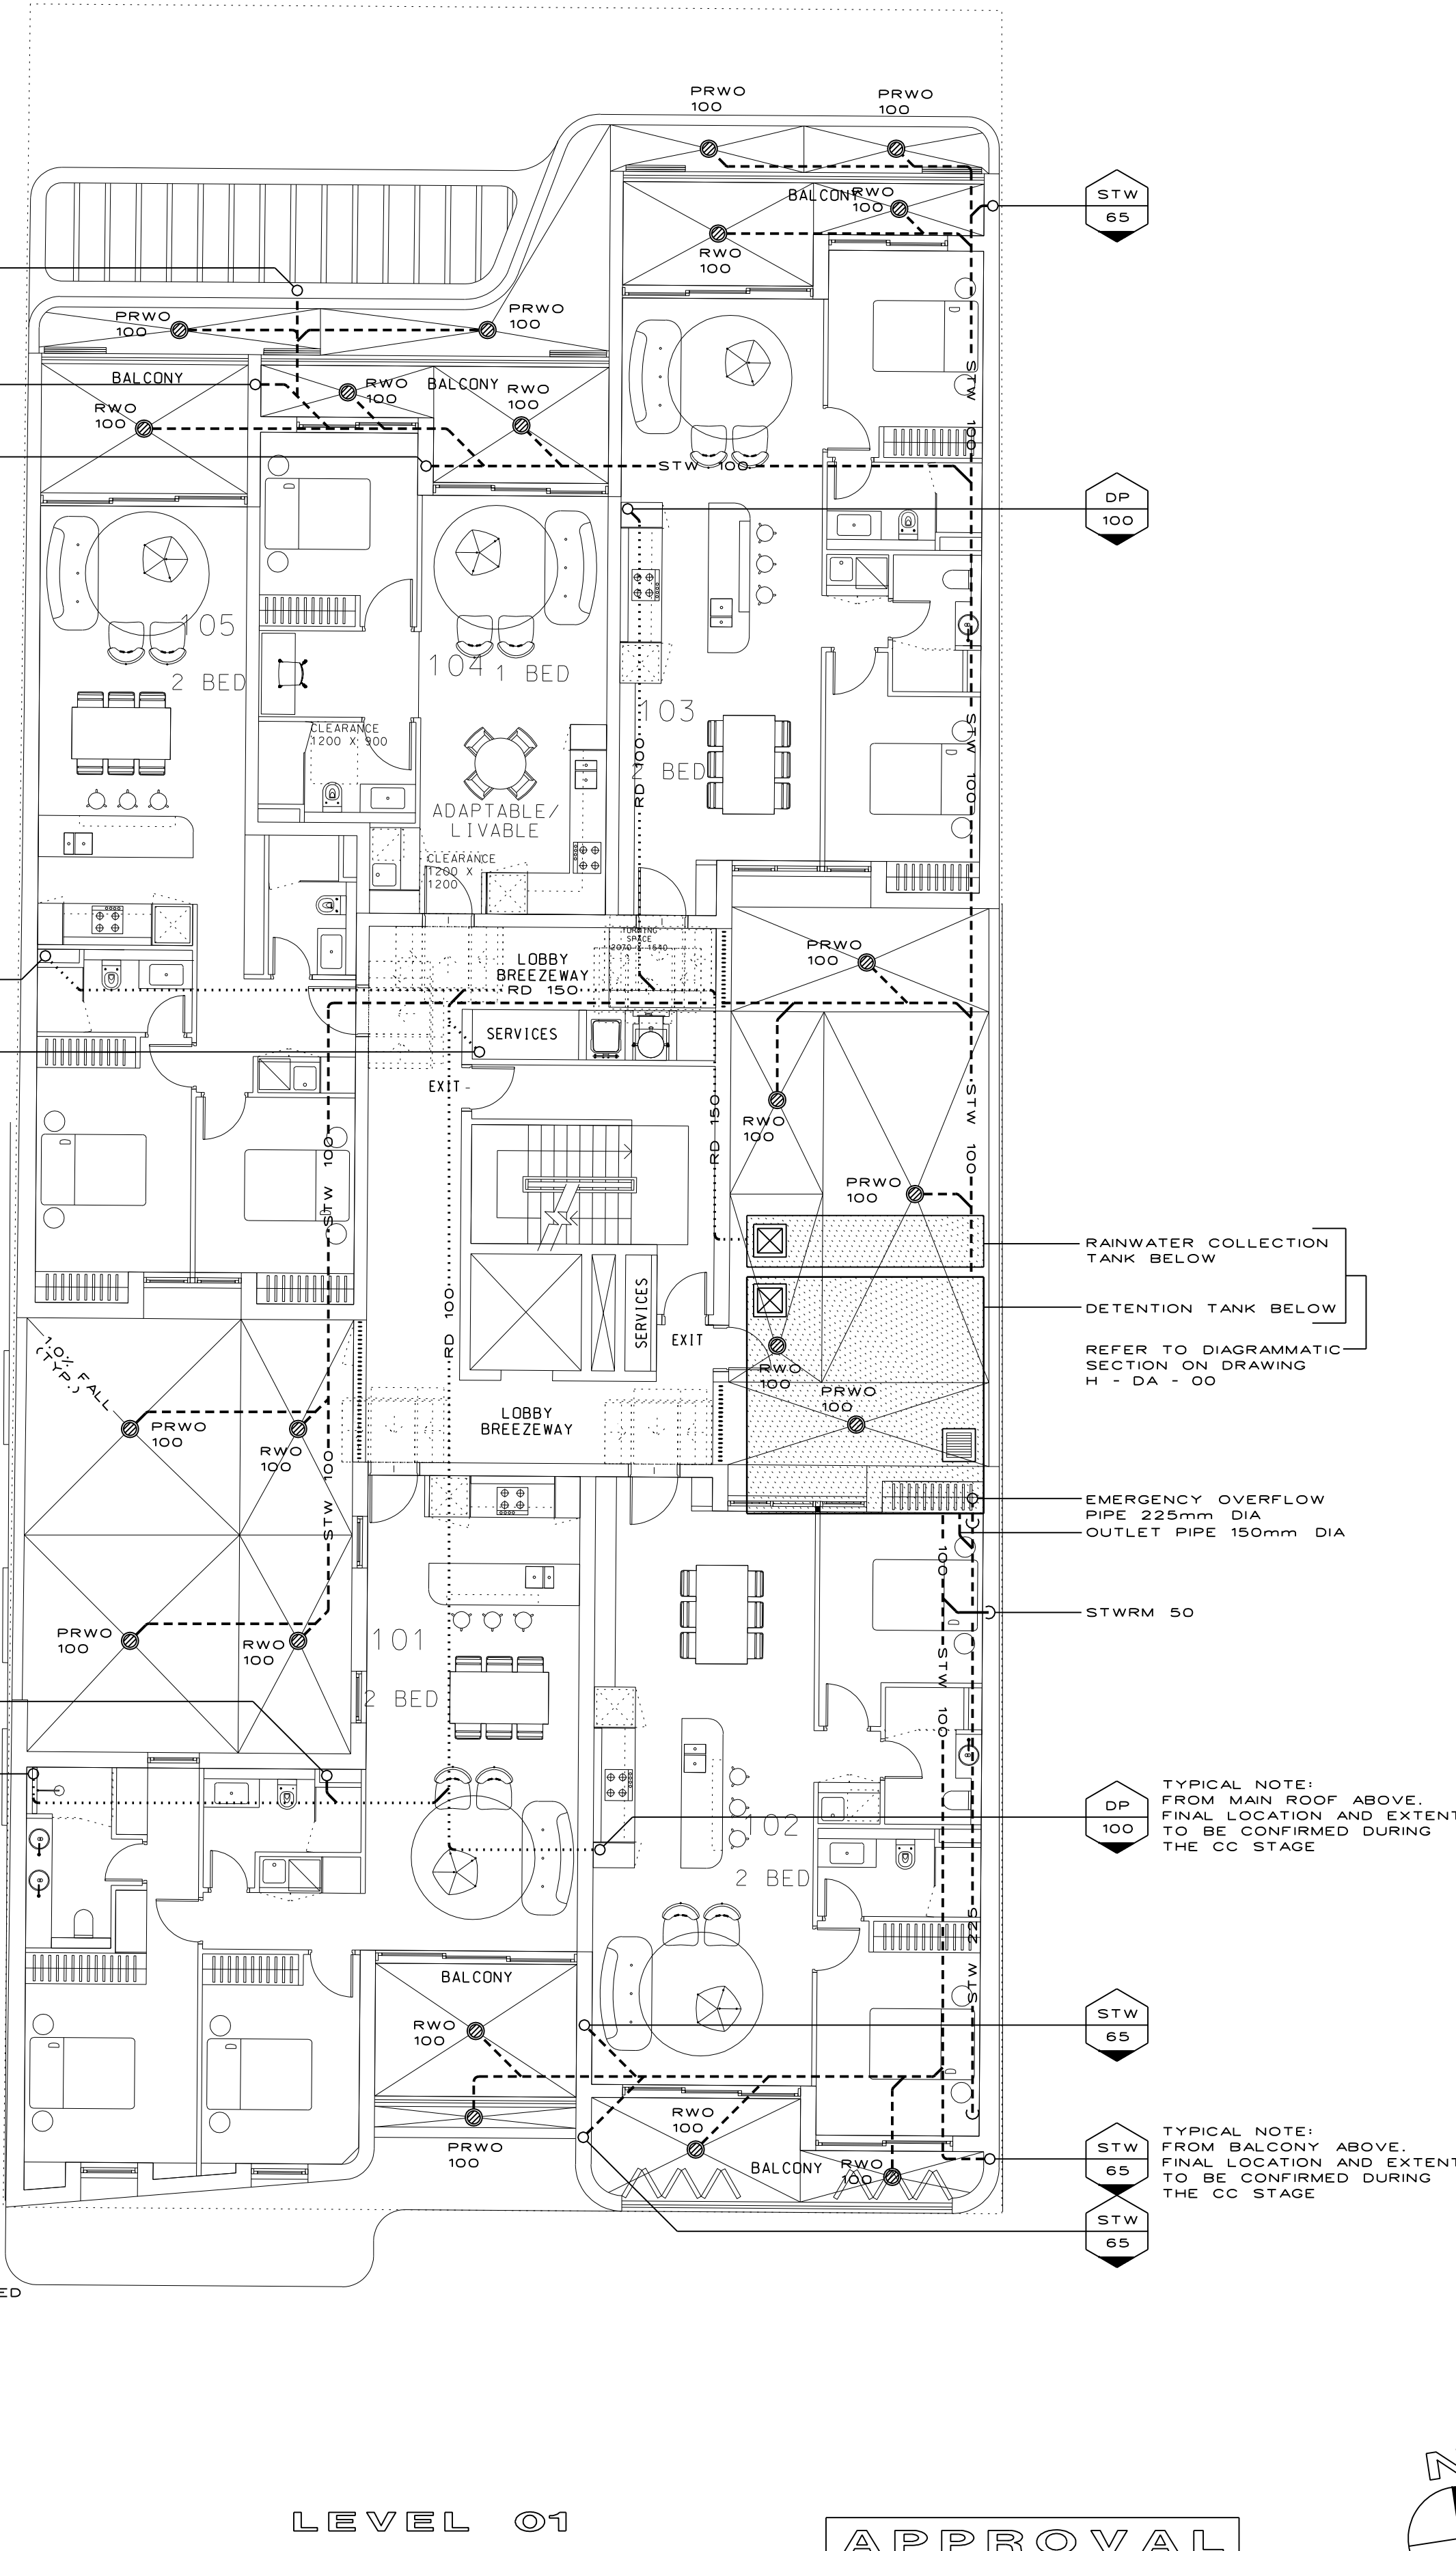 PRWO
100
PRWO
100
BALCONY
RWO
100
STW
65
RWO
100
PRWO
100
PRWO
100
BALCONY
RWO
100
BALCONY
RWO
100
RWO
100
STW 100
STW 100
DP
100
105
2 BED
104
1 BED
103
2 BED
CLEARANCE
1200 X 900
RD 100
STW 100
ADAPTABLE/
LIVABLE
CLEARANCE
1200 X
1200
TURNING
SPACE
2070 X 1540
LOBBY
BREEZEWAY
RD 150
PRWO
100
SERVICES
EXIT
RWO
100
RD 150
STW 100
STW 100
PRWO
100
RAINWATER COLLECTION
TANK BELOW
DETENTION TANK BELOW
REFER TO DIAGRAMMATIC
SECTION ON DRAWING
H - DA - 00
RD 100
SERVICES
EXIT
RWO
100
PRWO
100
1.0% FALL
(TYP.)
PRWO
100
RWO
100
LOBBY
BREEZEWAY
STW 100
EMERGENCY OVERFLOW
PIPE 225mm DIA
OUTLET PIPE 150mm DIA
100
STWRM 50
PRWO
100
RWO
100
101
2 BED
STW 100
DP
100
TYPICAL NOTE:
FROM MAIN ROOF ABOVE.
FINAL LOCATION AND EXTENT
TO BE CONFIRMED DURING
THE CC STAGE
102
2 BED
STW 225
BALCONY
RWO
100
STW
65
PRWO
100
RWO
100
BALCONY
RWO
100
STW
65
TYPICAL NOTE:
FROM BALCONY ABOVE.
FINAL LOCATION AND EXTENT
TO BE CONFIRMED DURING
THE CC STAGE
STW
65
ED
LEVEL 01
APPROVAL
N